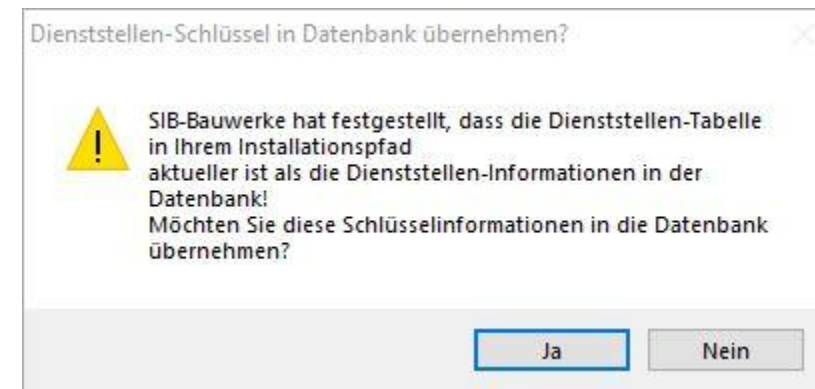 Dienststellen-Schlüssel in Datenbank übernehmen?
SIB-Bauwerke hat festgestellt, dass die Dienststellen-Tabelle
in Ihrem Installationspfad
aktueller ist als die Dienststellen-Informationen in der
Datenbank!
Möchten Sie diese Schlüsselinformationen in die Datenbank
übernehmen?
Ja
Nein